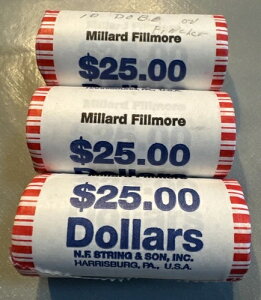 Millard Fillmore
$25.00
Millard Fillmore
$25.00
$25.00
Dollars
N.F. STRING & SON, INC.
HARRISBURG, PA., U.S.A.